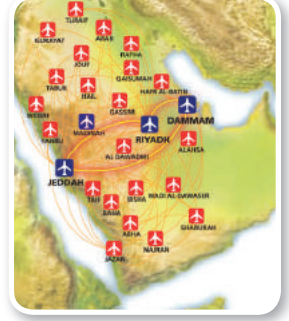 TURAIF
GURAYAT
ARAR
RAFHA
JOUF
QAISUMAH
TABUK
HAIL
HAFR AL-BATIN
WEDJH
GASSIM
DAMMAM
YANBU
MADINAH
RIYADH
ALAHSA
AL DAWADMI
JEDDAH
TAIF
BISHA
WADI AL-DAWASER
BAHA
SHARURAH
ABHA
JAZAN
NAJRAN